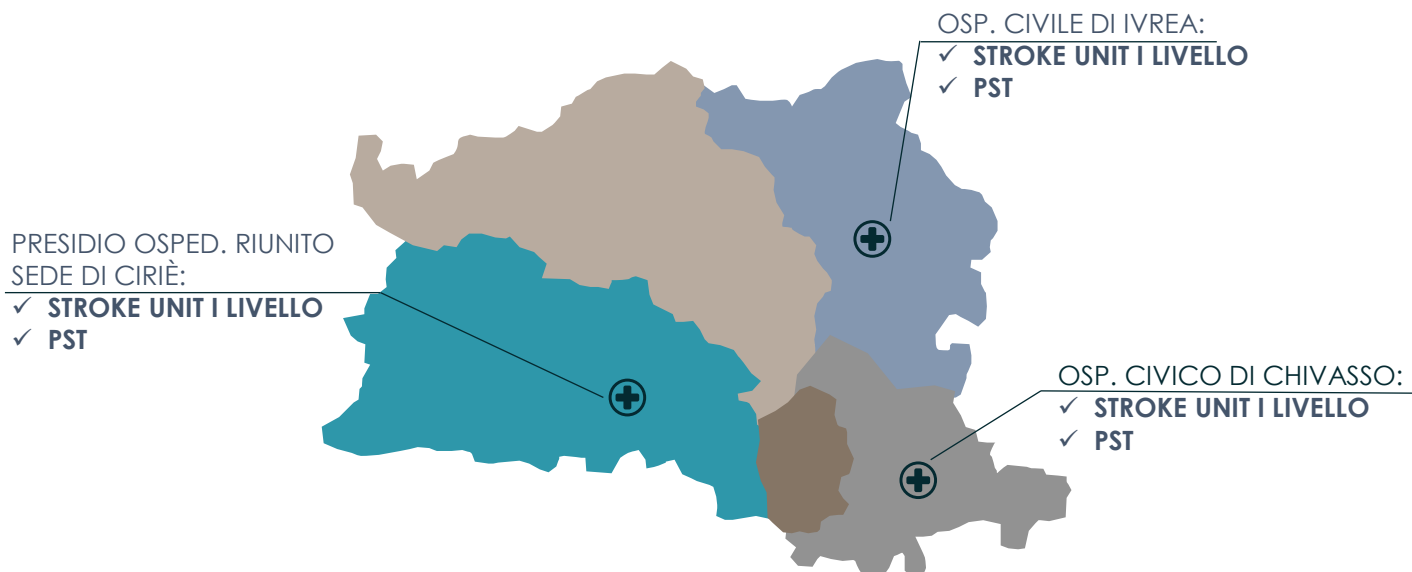 OSP. CIVILE DI IVREA:
✓ STROKE UNIT I LIVELLO
✓ PST
PRESIDIO OSPED. RIUNITO
SEDE DI CIRIÈ:
✓ STROKE UNIT I LIVELLO
✓ PST
OSP. CIVICO DI CHIVASSO:
✓ STROKE UNIT I LIVELLO
✓ PST